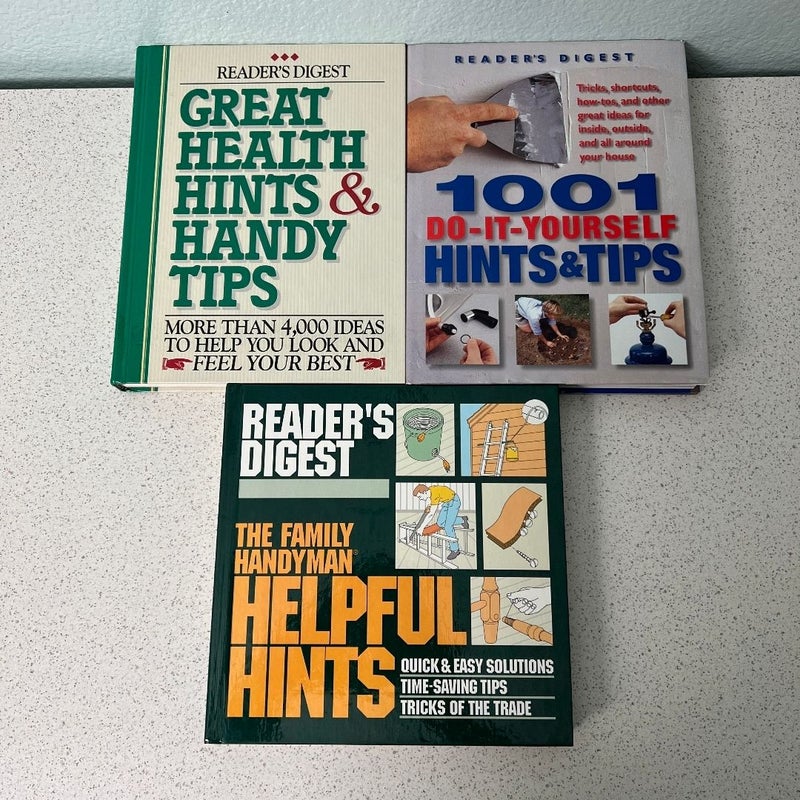 READER'S DIGEST
GREAT
HEALTH
HINTS &
HANDY
TIPS
MORE THAN 4,000 IDEAS
TO HELP YOU LOOK AND
FEEL YOUR BEST
READER'S DIGEST
Tricks, shortcuts,
how-tos, and other
great ideas for
inside, outside,
and all around
your house
1001
DO-IT-YOURSELF
HINTS & TIPS
READER'S
DIGEST
THE FAMILY
HANDYMAN®
HELPFUL
HINTS
QUICK & EASY SOLUTIONS
TIME-SAVING TIPS
TRICKS OF THE TRADE